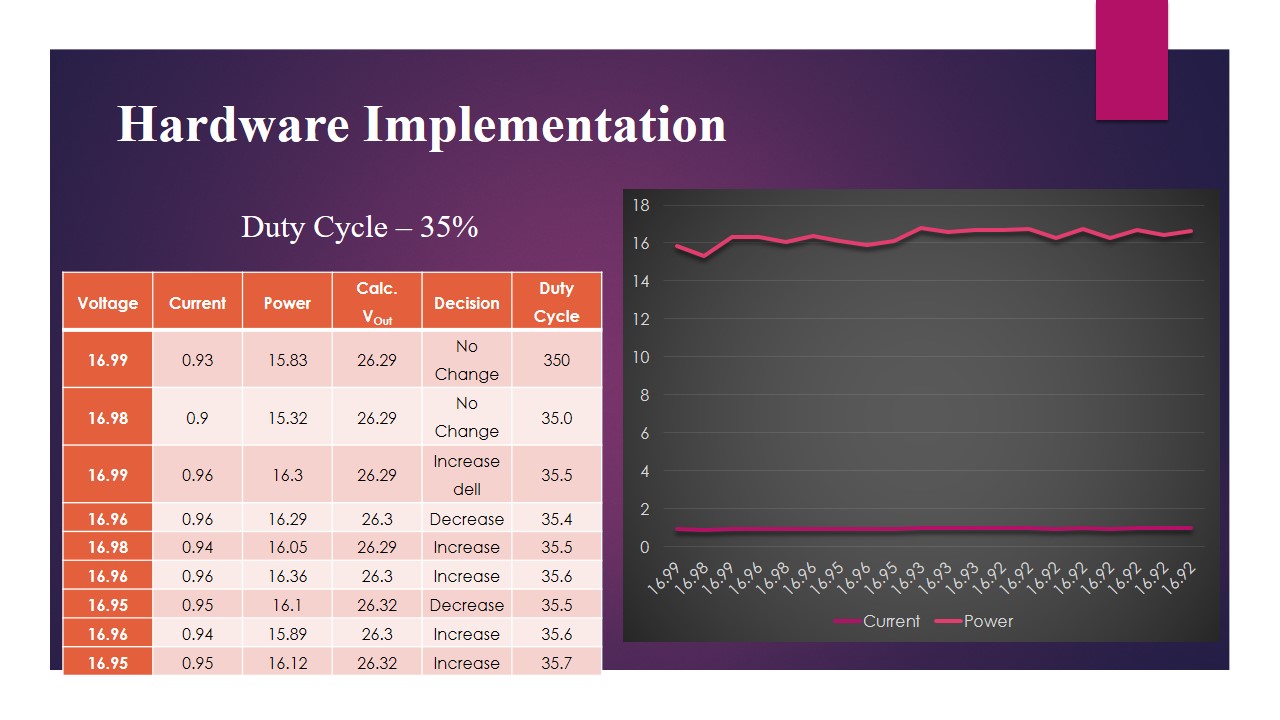 Hardware Implementation
Duty Cycle – 35%
Voltage Current Power Calc. VOut Decision Duty Cycle
16.99 0.93 15.83 26.29 No Change 350
16.98 0.9 15.32 26.29 No Change 35.0
16.99 0.96 16.3 26.29 Increase dell 35.5
16.96 0.96 16.29 26.3 Decrease 35.4
16.98 0.94 16.05 26.29 Increase 35.5
16.96 0.96 16.36 26.3 Increase 35.6
16.95 0.95 16.1 26.32 Decrease 35.5
16.96 0.94 15.89 26.3 Increase 35.6
16.95 0.95 16.12 26.32 Increase 35.7
18
16
14
12
10
8
6
4
2
0
16.99 16.98 16.99 16.96 16.98 16.96 16.95 16.96 16.95 16.93 16.93 16.93 16.92 16.92 16.92 16.92 16.92 16.92 16.92 16.92
Current Power